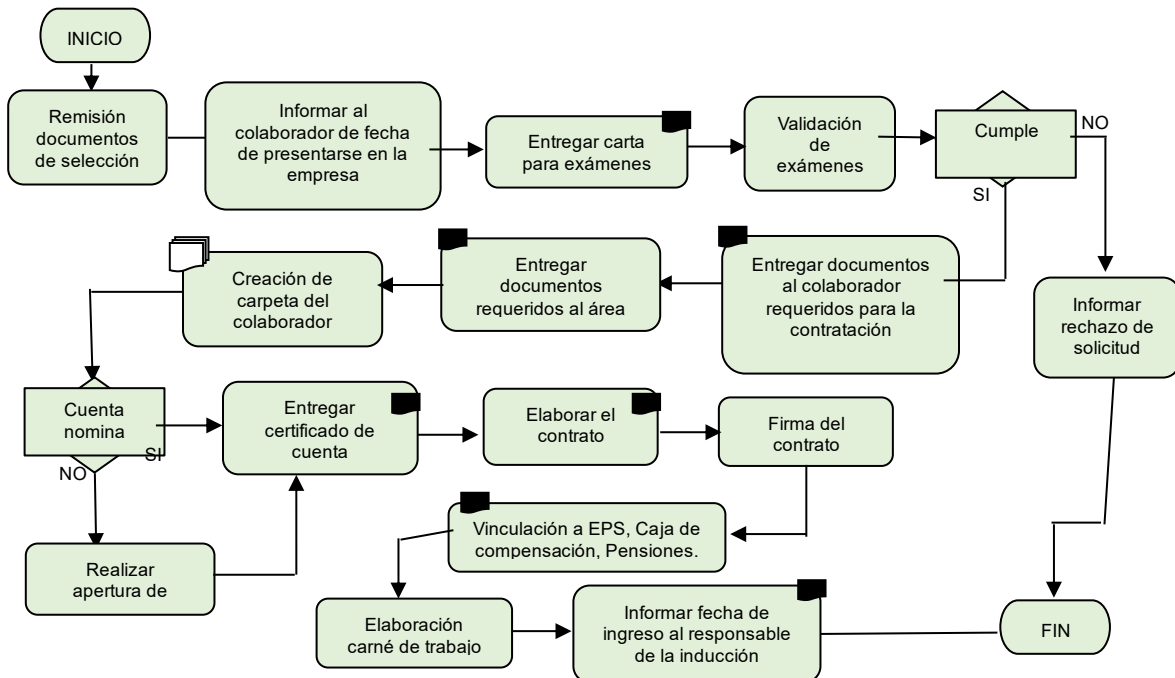 INICIO
Remisión
documentos
de selección
Informar al
colaborador de fecha
de presentarse en la
empresa
Entregar carta
para exámenes
Validación
de
exámenes
Cumple
NO
SI
Entregar documentos
al colaborador
requeridos para la
contratación
Entregar
documentos
requeridos al área
Creación de
carpeta del
colaborador
Informar
rechazo de
solicitud
Cuenta
nomina
SI
NO
Entregar
certificado de
cuenta
Elaborar el
contrato
Firma del
contrato
Realizar
apertura de
Vinculación a EPS, Caja de
compensación, Pensiones.
Elaboración
carné de trabajo
Informar fecha de
ingreso al responsable
de la inducción
FIN